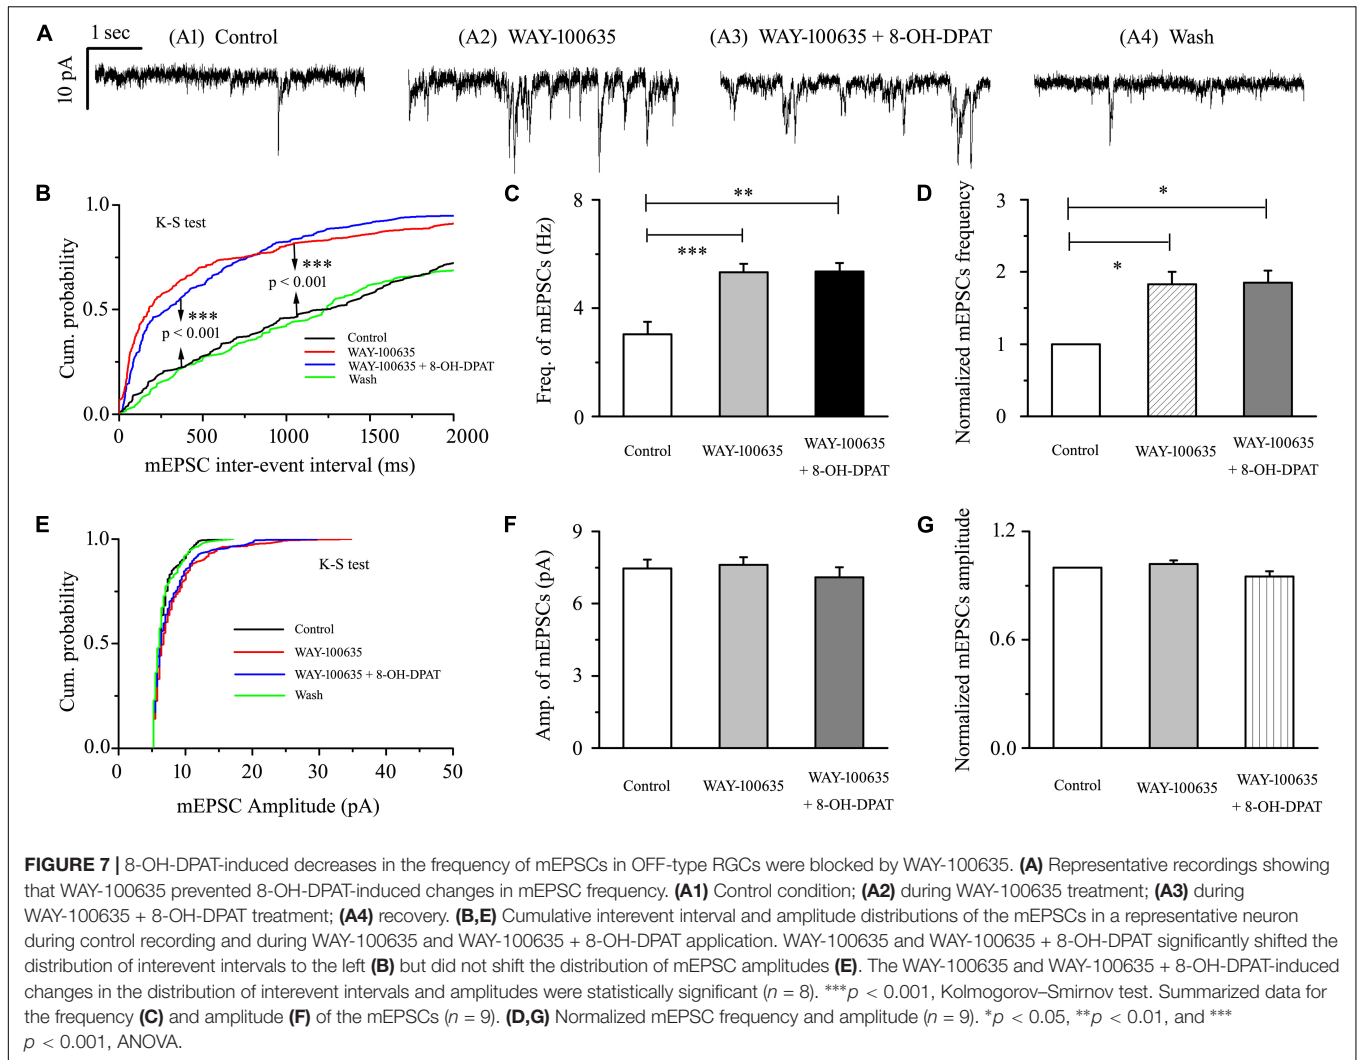 A
1 sec
10 pA
(A1) Control
(A2) WAY-100635
(A3) WAY-100635 + 8-OH-DPAT
(A4) Wash
B
1.0
0.5
0.0
Cum. probability
K-S test
***
p < 0.001
***
p < 0.001
Control
WAY-100635
WAY-100635 + 8-OH-DPAT
Wash
0 500 1000 1500 2000
mEPSC inter-event interval (ms)
C
8
4
0
Freq. of mEPSCs (Hz)
**
***
Control
WAY-100635
WAY-100635
+ 8-OH-DPAT
D
3
2
1
0
Normalized mEPSCs frequency
*
*
Control
WAY-100635
WAY-100635
+ 8-OH-DPAT
E
1.0
0.5
0.0
Cum. probability
K-S test
Control
WAY-100635
WAY-100635 + 8-OH-DPAT
Wash
0 10 20 30 40 50
mEPSC Amplitude (pA)
F
9
6
3
0
Amp. of mEPSCs (pA)
Control
WAY-100635
WAY-100635
+ 8-OH-DPAT
G
1.2
0.6
0.0
Normalized mEPSCs amplitude
Control
WAY-100635
WAY-100635
+ 8-OH-DPAT
FIGURE 7 | 8-OH-DPAT-induced decreases in the frequency of mEPSCs in OFF-type RGCs were blocked by WAY-100635. (A) Representative recordings showing
that WAY-100635 prevented 8-OH-DPAT-induced changes in mEPSC frequency. (A1) Control condition; (A2) during WAY-100635 treatment; (A3) during
WAY-100635 + 8-OH-DPAT treatment; (A4) recovery. (B,E) Cumulative interevent interval and amplitude distributions of the mEPSCs in a representative neuron
during control recording and during WAY-100635 and WAY-100635 + 8-OH-DPAT application. WAY-100635 and WAY-100635 + 8-OH-DPAT significantly shifted the
distribution of interevent intervals to the left (B) but did not shift the distribution of mEPSC amplitudes (E). The WAY-100635 and WAY-100635 + 8-OH-DPAT-induced
changes in the distribution of interevent intervals and amplitudes were statistically significant (n = 8). ***p < 0.001, Kolmogorov–Smirnov test. Summarized data for
the frequency (C) and amplitude (F) of the mEPSCs (n = 9). (D,G) Normalized mEPSC frequency and amplitude (n = 9). *p < 0.05, **p < 0.01, and ***
p < 0.001, ANOVA.